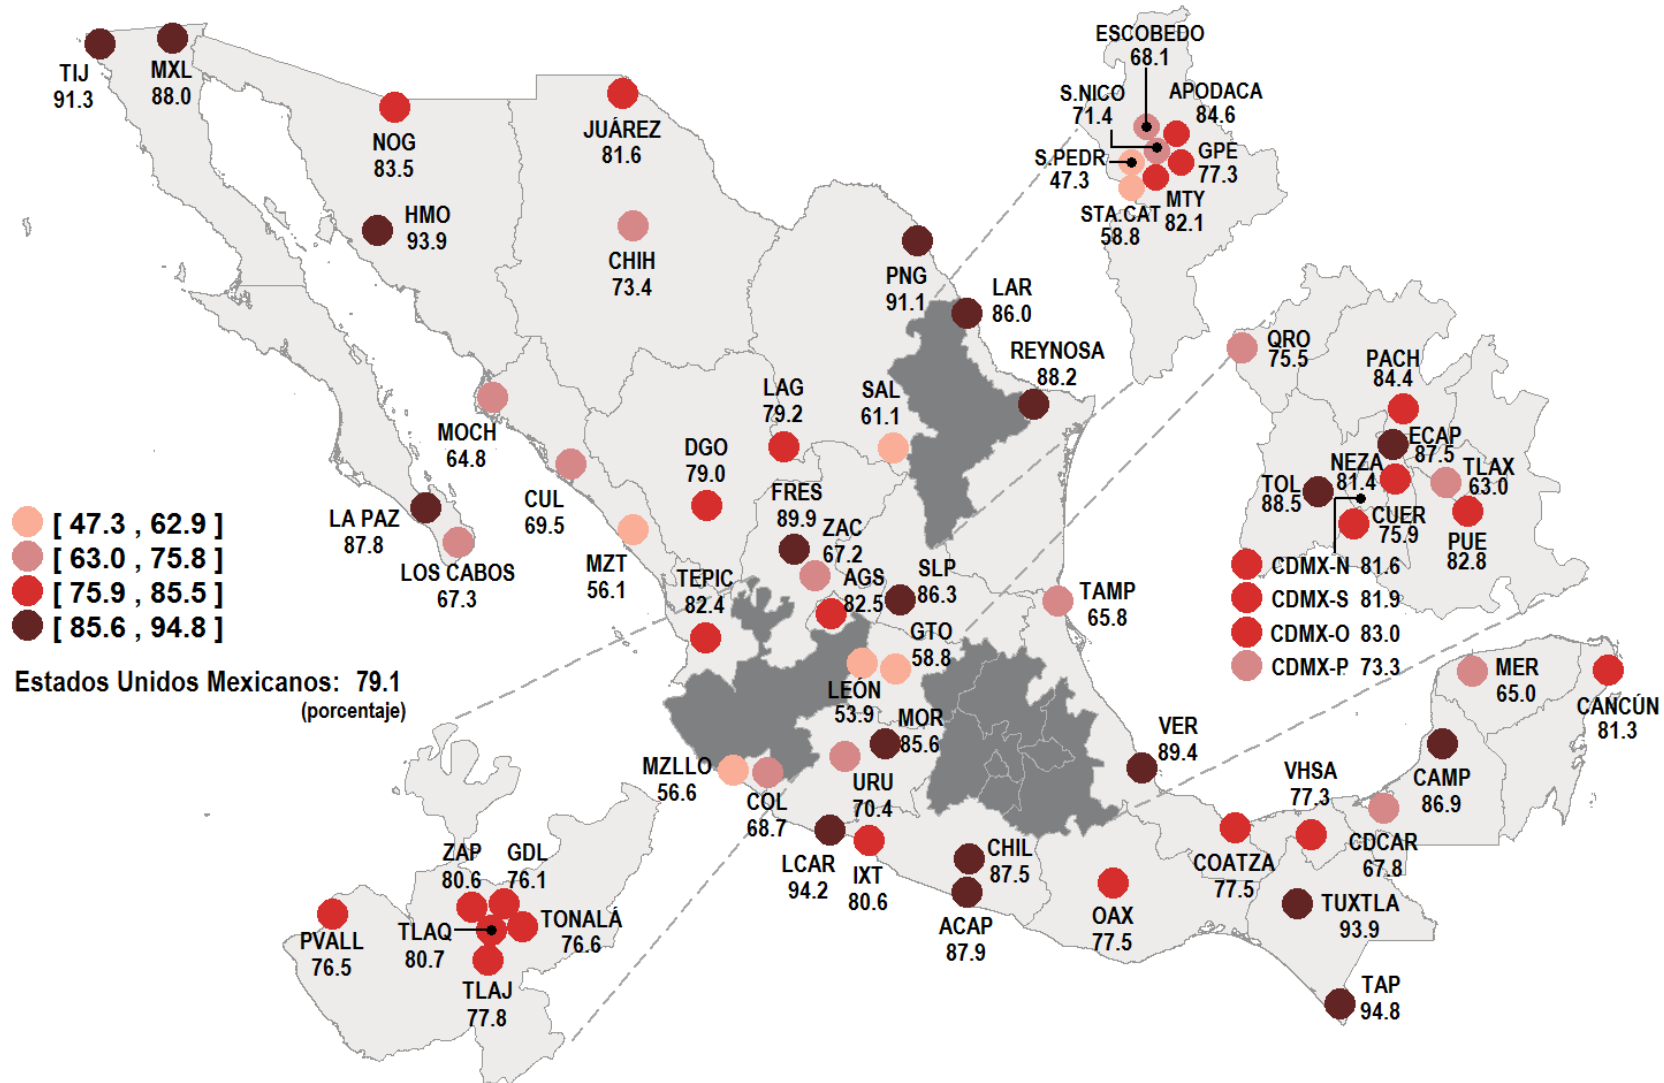 TIJ
91.3
MXL
88.0
NOG
83.5
JUÁREZ
81.6
HMO
93.9
CHIH
73.4
PNG
91.1
LAR
86.0
REYNOSA
88.2
ESCOBEDO
68.1
S.NICO
71.4
APODACA
84.6
S.PEDR
47.3
GPE
77.3
STA.CAT
58.8
MTY
82.1
MOCH
64.8
CUL
69.5
LAG
79.2
SAL
61.1
DGO
79.0
FRES
89.9
ZAC
67.2
MZT
56.1
LA PAZ
87.8
LOS CABOS
67.3
TEPIC
82.4
AGS
82.5
SLP
86.3
GTO
58.8
LEÓN
53.9
TAMP
65.8
QRO
75.5
PACH
84.4
ECAP
87.5
NEZA
81.4
TLAX
63.0
TOL
88.5
CUER
75.9
PUE
82.8
CDMX-N 81.6
CDMX-S 81.9
CDMX-O 83.0
CDMX-P 73.3
[ 47.3 , 62.9 ]
[ 63.0 , 75.8 ]
[ 75.9 , 85.5 ]
[ 85.6 , 94.8 ]
Estados Unidos Mexicanos: 79.1
(porcentaje)
MZLLO
56.6
COL
68.7
URU
70.4
MOR
85.6
LCAR
94.2
IXT
80.6
CHIL
87.5
ACAP
87.9
OAX
77.5
VER
89.4
COATZA
77.5
VHSA
77.3
CDCAR
67.8
CAMP
86.9
MER
65.0
CANCÚN
81.3
TUXTLA
93.9
TAP
94.8
ZAP
80.6
GDL
76.1
TLAQ
80.7
TONALÁ
76.6
PVALL
76.5
TLAJ
77.8